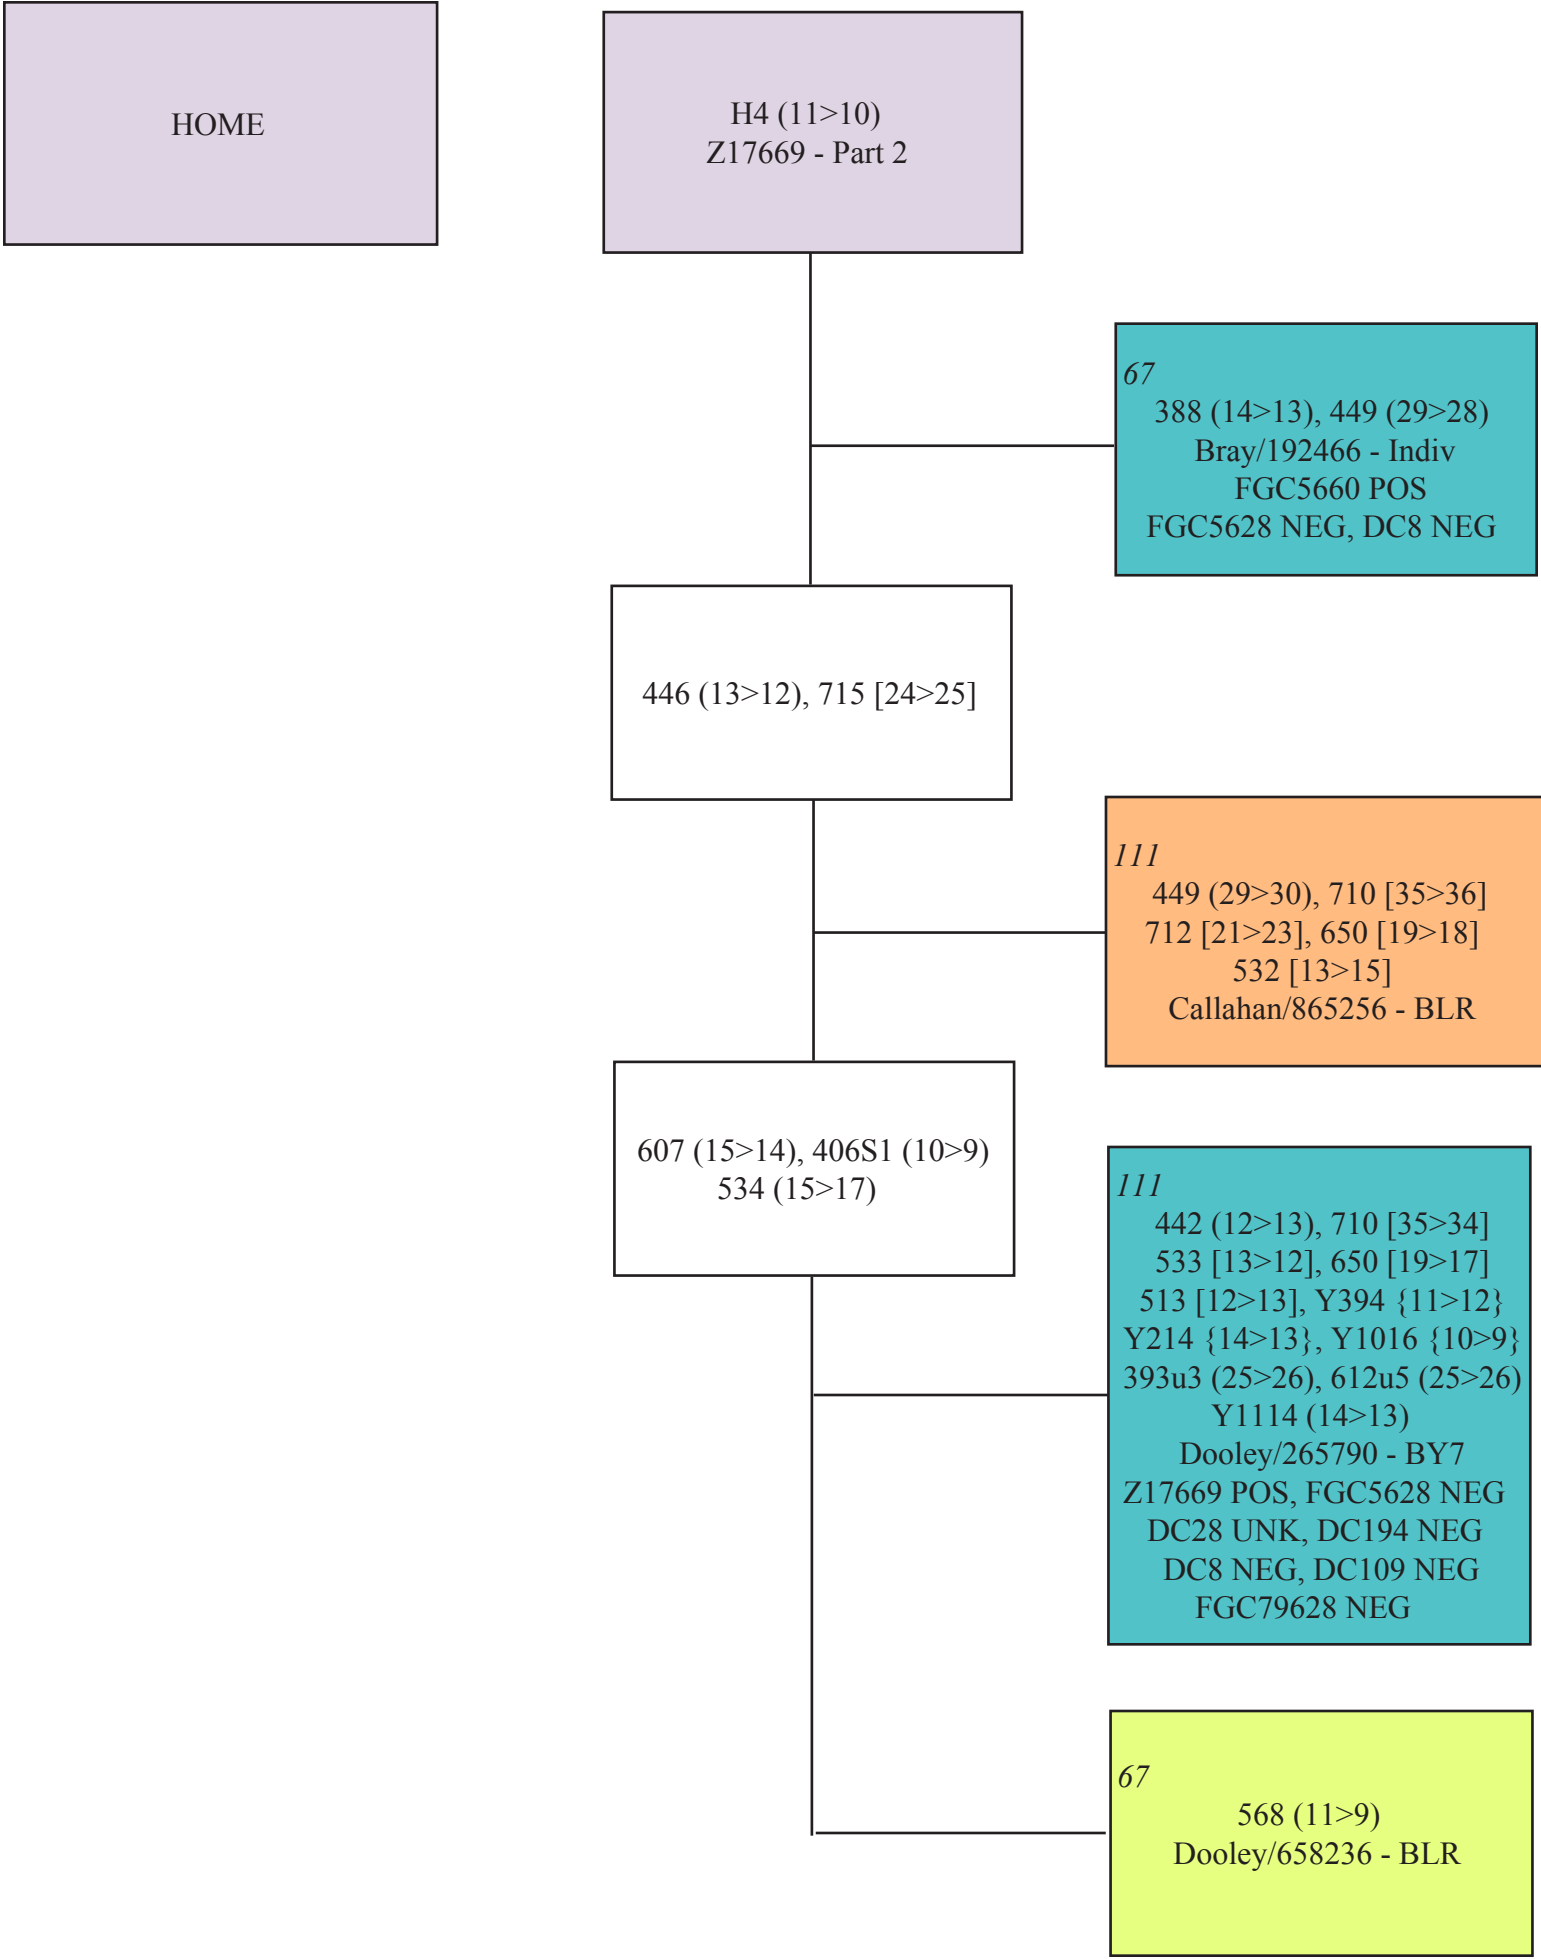 HOME
H4 (11>10)
Z17669 - Part 2
67
388 (14>13), 449 (29>28)
Bray/192466 - Indiv
FGC5660 POS
FGC5628 NEG, DC8 NEG
446 (13>12), 715 [24>25]
111
449 (29>30), 710 [35>36]
712 [21>23], 650 [19>18]
532 [13>15]
Callahan/865256 - BLR
607 (15>14), 406S1 (10>9)
534 (15>17)
111
442 (12>13), 710 [35>34]
533 [13>12], 650 [19>17]
513 [12>13], Y394 {11>12}
Y214 {14>13}, Y1016 {10>9}
393u3 (25>26), 612u5 (25>26)
Y1114 (14>13)
Dooley/265790 - BY7
Z17669 POS, FGC5628 NEG
DC28 UNK, DC194 NEG
DC8 NEG, DC109 NEG
FGC79628 NEG
67
568 (11>9)
Dooley/658236 - BLR